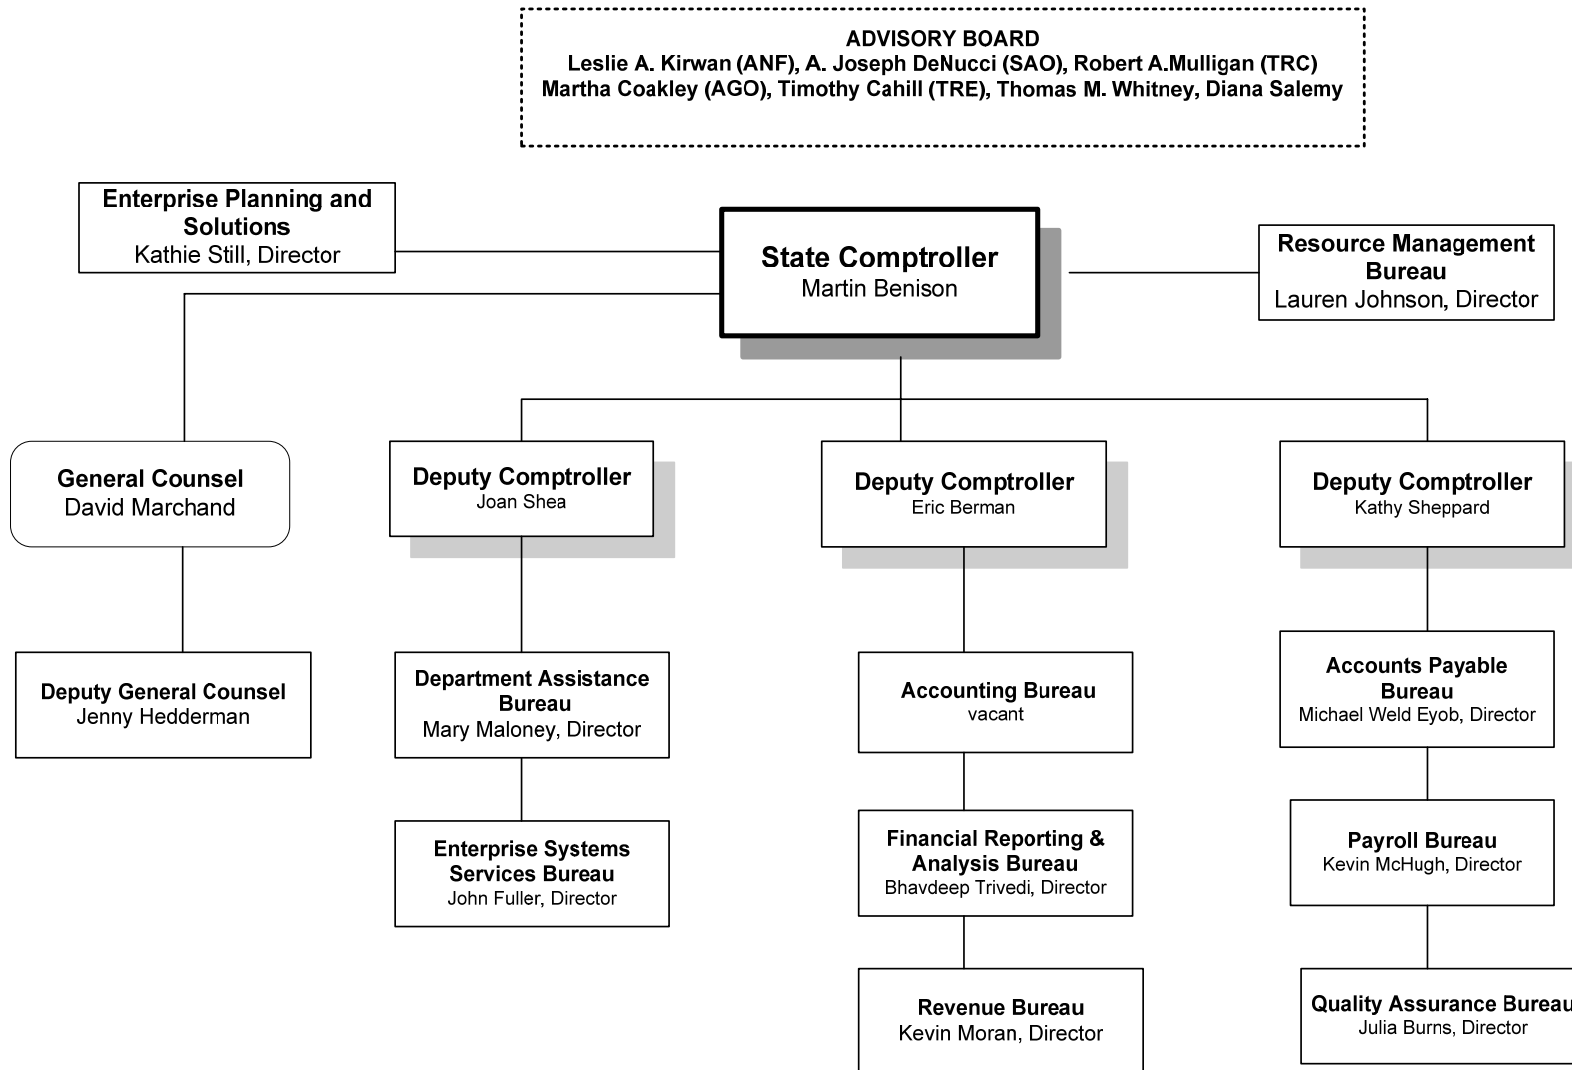 ADVISORY BOARD
Leslie A. Kirwan (ANF), A. Joseph DeNucci (SAO), Robert A.Mulligan (TRC)
Martha Coakley (AGO), Timothy Cahill (TRE), Thomas M. Whitney, Diana Salemy
Enterprise Planning and
Solutions
Kathie Still, Director
State Comptroller
Martin Benison
Resource Management
Bureau
Lauren Johnson, Director
General Counsel
David Marchand
Deputy Comptroller
Joan Shea
Deputy Comptroller
Eric Berman
Deputy Comptroller
Kathy Sheppard
Deputy General Counsel
Jenny Hedderman
Department Assistance
Bureau
Mary Maloney, Director
Accounting Bureau
vacant
Accounts Payable
Bureau
Michael Weld Eyob, Director
Enterprise Systems
Services Bureau
John Fuller, Director
Financial Reporting &
Analysis Bureau
Bhavdeep Trivedi, Director
Payroll Bureau
Kevin McHugh, Director
Revenue Bureau
Kevin Moran, Director
Quality Assurance Bureau
Julia Burns, Director